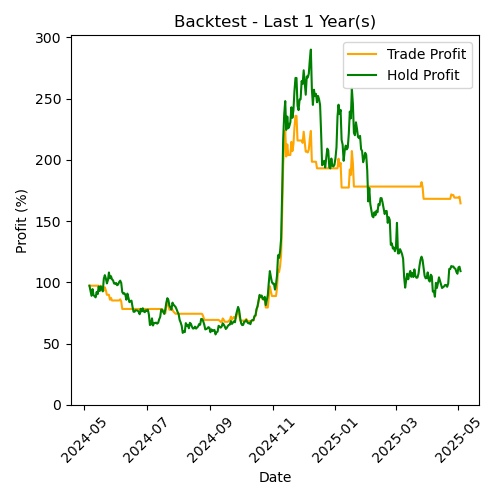 Backtest - Last 1 Year(s)
Trade Profit
Hold Profit
Profit (%)
300
250
200
150
100
50
0
2024-05
2024-07
2024-09
2024-11
2025-01
2025-03
2025-05
Date